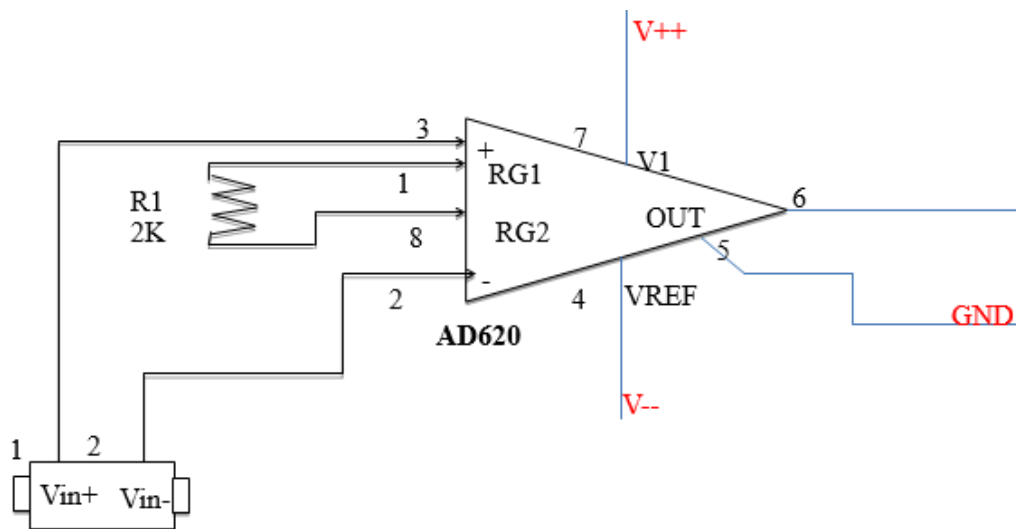 V++
3
7
+
V1
RG1
1
6
R1
2K
OUT
RG2
8
5
2
-
4
VREF
GND
AD620
V--
1
2
Vin+
Vin-